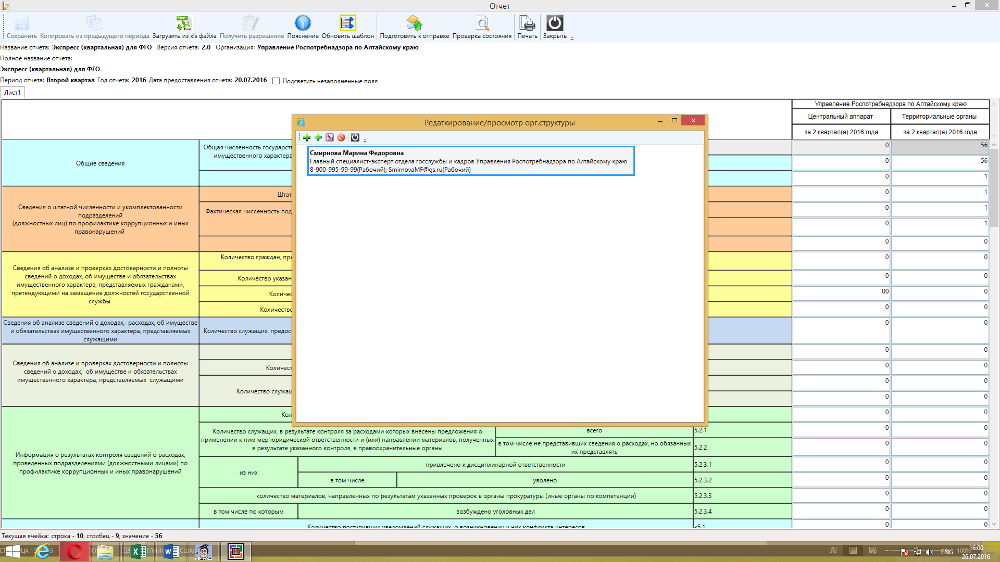 Отчет
Сохранить
Копировать из предыдущего периода
Загрузить из xls файла
Получить разрешение
Пояснение
Обновить шаблон
Подготовить к отправке
Проверка состояния
Печать
Закрыть
Название отчета: Экспресс (квартальная) для ФГО Версия отчета: 2.0 Организация: Управление Роспотребнадзора по Алтайскому краю
Полное название отчета:
Экспресс (квартальная) для ФГО
Период отчета: Второй квартал Год отчета: 2016 Дата предоставления отчета: 20.07.2016 Подсветить незаполненные поля
Лист1
Управление Роспотребнадзора по Алтайскому краю
Центральный аппарат Территориальные органы
за 2 квартал(а) 2016 года за 2 квартал(а) 2016 года
Редаткирование/просмотр орг.структуры
Смирнова Марина Федоровна
Главный специалист-эксперт отдела госслужбы и кадров Управления Роспотребнадзора по Алтайскому краю
8-900-995-99-99(Рабочий); SmirnovaMF@gs.ru(Рабочий)
Общие сведения
Общая численность государств
имущественного характера
0 56
0 56
0 1
Сведения о штатной численности и укомплектованности
подразделений
(должностных лиц) по профилактике коррупционных и иных
правонарушений
Штат
Фактическая численность под
0 1
0 1
0 1
0 0
Сведения об анализе и проверках достоверности и полноты
сведений о доходах, об имуществе и обязательствах
имущественного характера, представляемых гражданами,
претендующими на замещение должностей государственной
службы
Количество граждан, пре
Количество указан
Количес
Количество
0 0
0 0
00 0
0 0
Сведения об анализе сведений о доходах, расходах, об имуществе
и обязательствах имущественного характера, представляемых
служащими
Количество служащих, предост
0 0
Сведения об анализе и проверках достоверности и полноты
сведений о доходах, об имуществе и обязательствах
имущественного характера, представляемых служащими
Количест
Количество служащ
0 0
0 0
0 0
0 0
Информация о результатах контроля сведений о расходах,
проведенных подразделениями (должностными лицами) по
профилактике коррупционных и иных правонарушений
Кол
0 0
Количество служащих, в результате контроля за расходами которых внесены предложения о
применении к ним мер юридической ответственности и (или) направлении материалов, полученных
в результате указанного контроля, в правоохранительные органы
всего 5.2.1 0 0
в том числе не представивших сведения о расходах, но обязанных
их представлять
5.2.2 0 0
из них
привлечено к дисциплинарной ответственности 5.2.3.1 0 0
в том числе уволено 5.2.3.2 0 0
количество материалов, направленных по результатам указанных проверок в органы прокуратуры (иные органы по компетенции) 5.2.3.3 0 0
в том числе по которым возбуждено уголовных дел 5.2.3.4 0 0
Количество поступивших уведомлений служащих о возникновении у них конфликта интересов к5.1 0 0
Текущая ячейка: строка - 10, столбец - 9, значение - 56
ENG
100%
16:00
26.07.2016